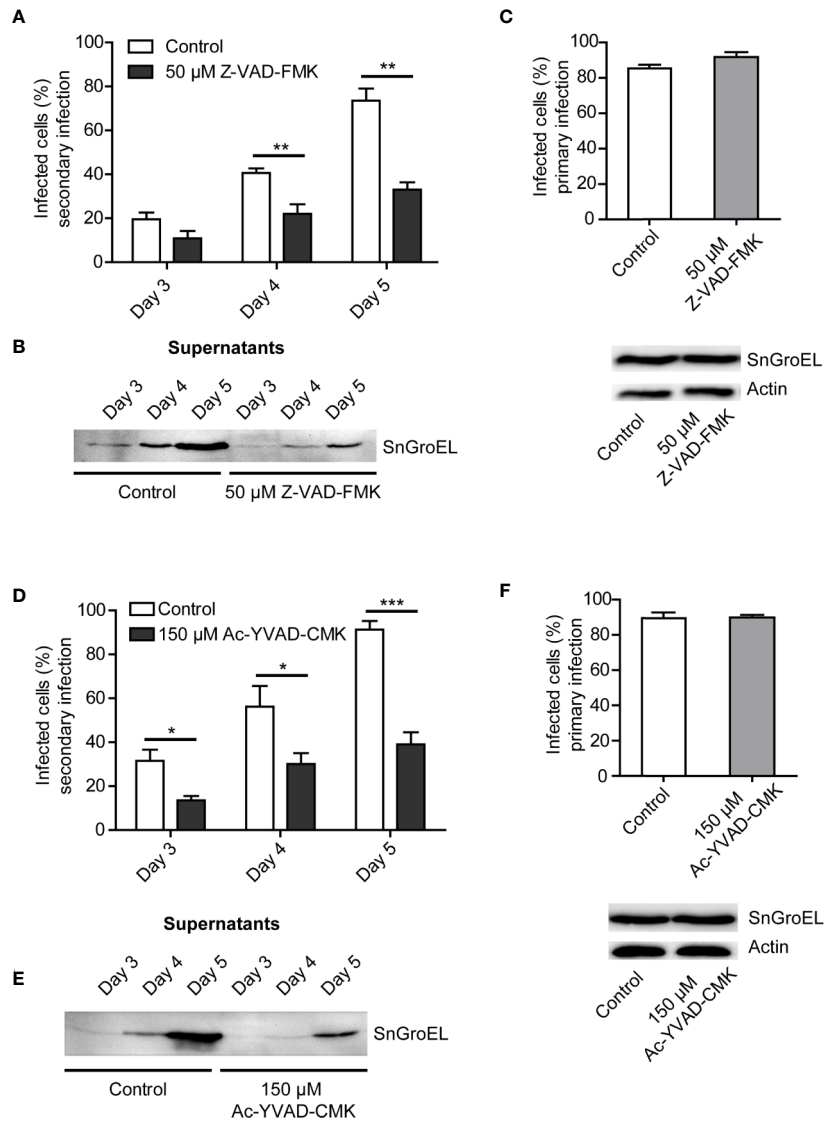 A
Infected cells (%)
secondary infection
100
80
60
40
20
0
Control
50 µM Z-VAD-FMK
**
**
Day 3
Day 4
Day 5
B
Supernatants
Day 3
Day 4
Day 5
Day 3
Day 4
Day 5
SnGroEL
Control
50 µM Z-VAD-FMK
C
Infected cells (%)
primary infection
100
80
60
40
20
0
Control
50 µM
Z-VAD-FMK
SnGroEL
Actin
Control
50 µM
Z-VAD-FMK
D
Infected cells (%)
secondary infection
100
80
60
40
20
0
Control
150 µM Ac-YVAD-CMK
*
*
***
Day 3
Day 4
Day 5
E
Supernatants
Day 3
Day 4
Day 5
Day 3
Day 4
Day 5
SnGroEL
Control
150 µM
Ac-YVAD-CMK
F
Infected cells (%)
primary infection
100
80
60
40
20
0
Control
150 µM
Ac-YVAD-CMK
SnGroEL
Actin
Control
150 µM
Ac-YVAD-CMK